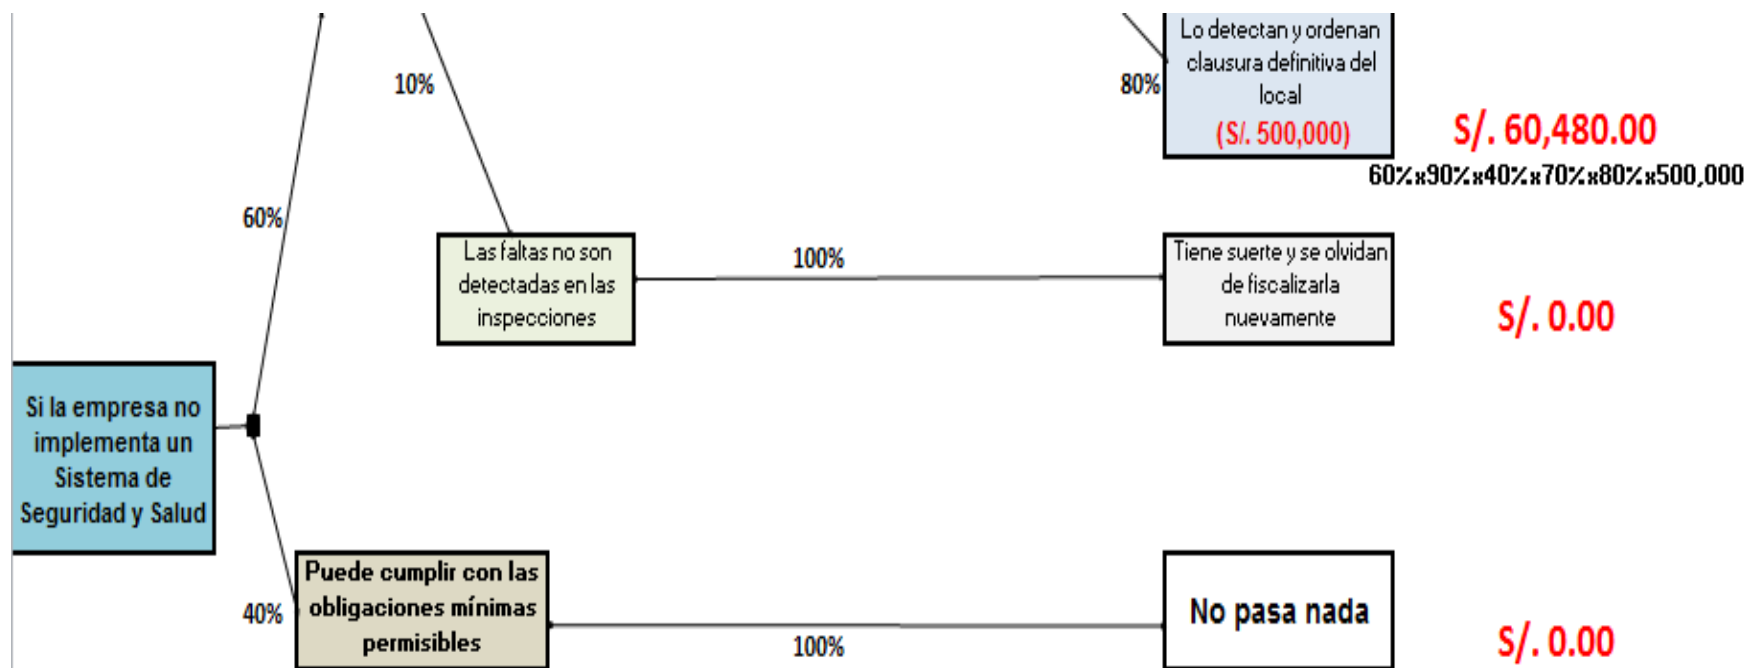 Lo detectan y ordenan
clausura definitiva del
local
(S/. 500,000)
10%
80%
S/. 60,480.00
60%x90%x40%x70%x80%x500,000
60%
Las faltas no son
detectadas en las
inspecciones
100%
Tiene suerte y se olvidan
de fiscalizarla
nuevamente
S/. 0.00
Si la empresa no
implementa un
Sistema de
Seguridad y Salud
40%
Puede cumplir con las
obligaciones mínimas
permisibles
100%
No pasa nada
S/. 0.00